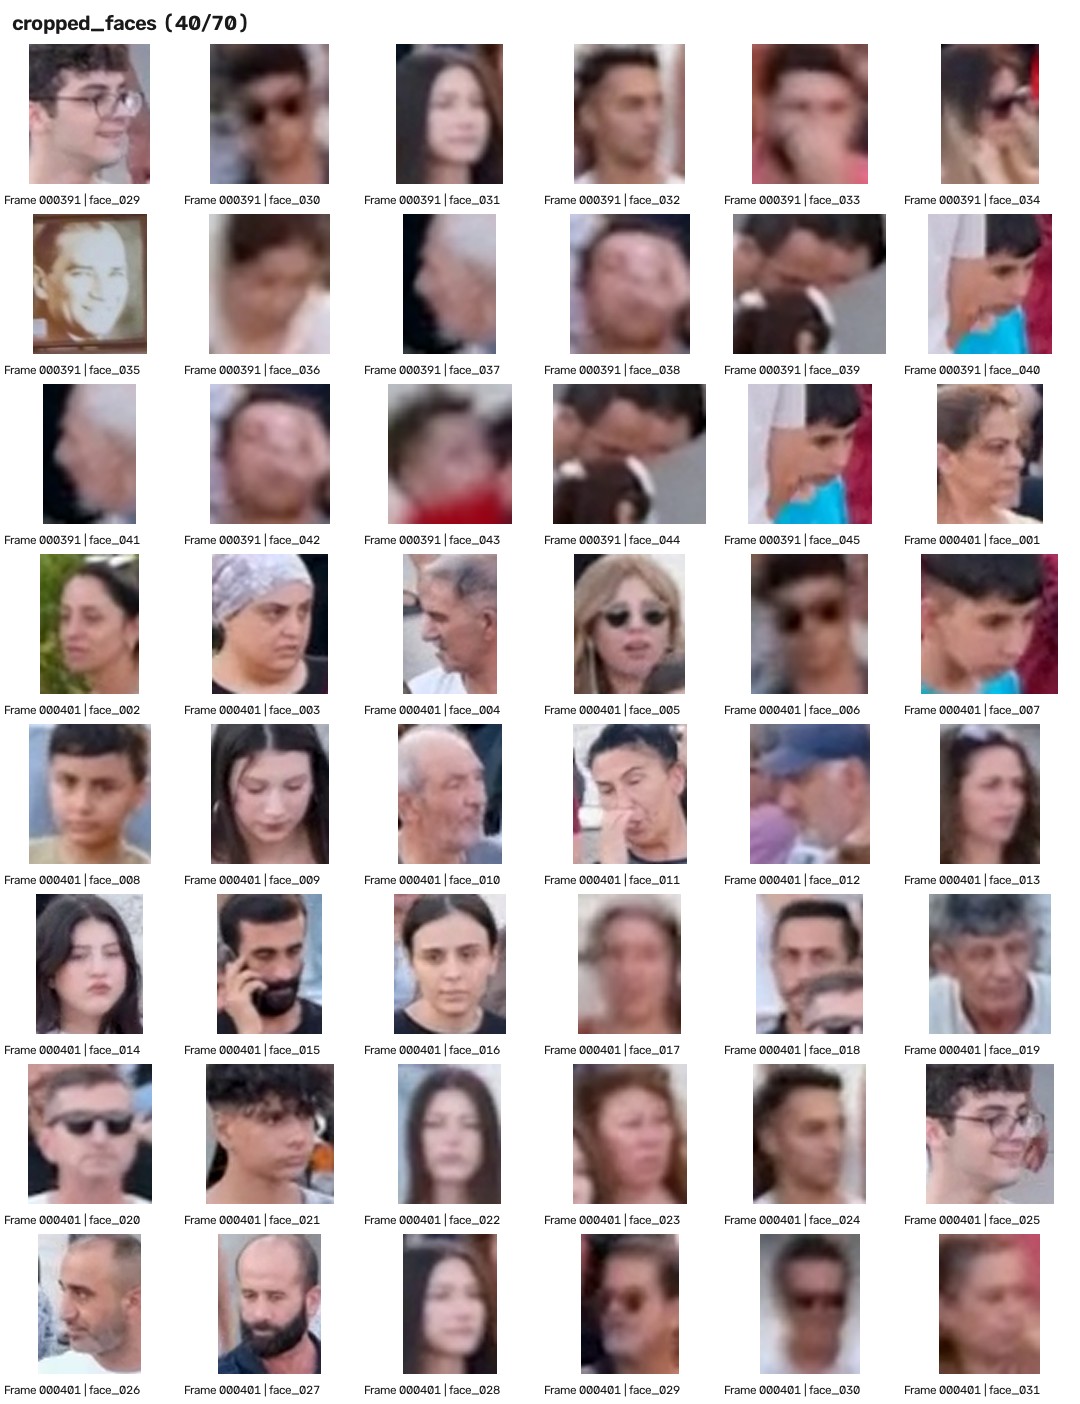 cropped_faces (40/70)
Frame 000391 | face_029 Frame 000391 | face_030 Frame 000391 | face_031 Frame 000391 | face_032 Frame 000391 | face_033 Frame 000391 | face_034
Frame 000391 | face_035 Frame 000391 | face_036 Frame 000391 | face_037 Frame 000391 | face_038 Frame 000391 | face_039 Frame 000391 | face_040
Frame 000391 | face_041 Frame 000391 | face_042 Frame 000391 | face_043 Frame 000391 | face_044 Frame 000391 | face_045 Frame 000401 | face_001
Frame 000401 | face_002 Frame 000401 | face_003 Frame 000401 | face_004 Frame 000401 | face_005 Frame 000401 | face_006 Frame 000401 | face_007
Frame 000401 | face_008 Frame 000401 | face_009 Frame 000401 | face_010 Frame 000401 | face_011 Frame 000401 | face_012 Frame 000401 | face_013
Frame 000401 | face_014 Frame 000401 | face_015 Frame 000401 | face_016 Frame 000401 | face_017 Frame 000401 | face_018 Frame 000401 | face_019
Frame 000401 | face_020 Frame 000401 | face_021 Frame 000401 | face_022 Frame 000401 | face_023 Frame 000401 | face_024 Frame 000401 | face_025
Frame 000401 | face_026 Frame 000401 | face_027 Frame 000401 | face_028 Frame 000401 | face_029 Frame 000401 | face_030 Frame 000401 | face_031